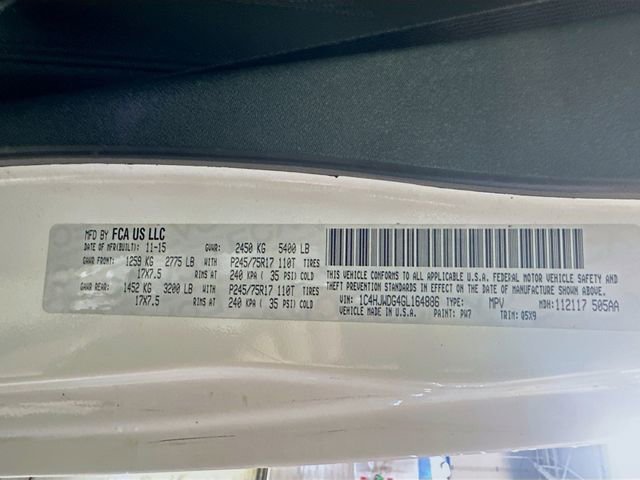 MFD BY FCA US LLC
DATE OF MFR(BUILT): 11-15 GVWR: 2450 KG 5400 LB
GAWR FRONT: 1259 KG 2775 LB WITH P245/75R17 110T TIRES
17X7.5 RIMS AT 240 KPA ( 35 PSI) COLD
GAWR REAR: 1452 KG 3200 LB WITH P245/75R17 110T TIRES
17X7.5 RIMS AT 240 KPA ( 35 PSI) COLD
THIS VEHICLE CONFORMS TO ALL APPLICABLE U.S.A. FEDERAL MOTOR VEHICLE SAFETY AND
THEFT PREVENTION STANDARDS IN EFFECT ON THE DATE OF MANUFACTURE SHOWN ABOVE.
VIN: 1C4HJWDG4GL164886 TYPE: MPV MDH: 112117 505AA
VEHICLE MADE IN U.S.A. PAINT: PW7 TRIM: Q5X9